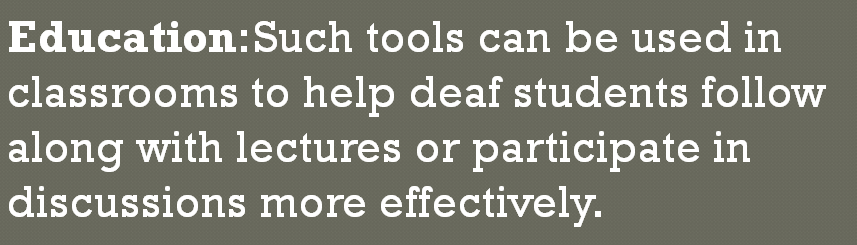 Education:Such tools can be used in
classrooms to help deaf students follow
along with lectures or participate in
discussions more effectively.